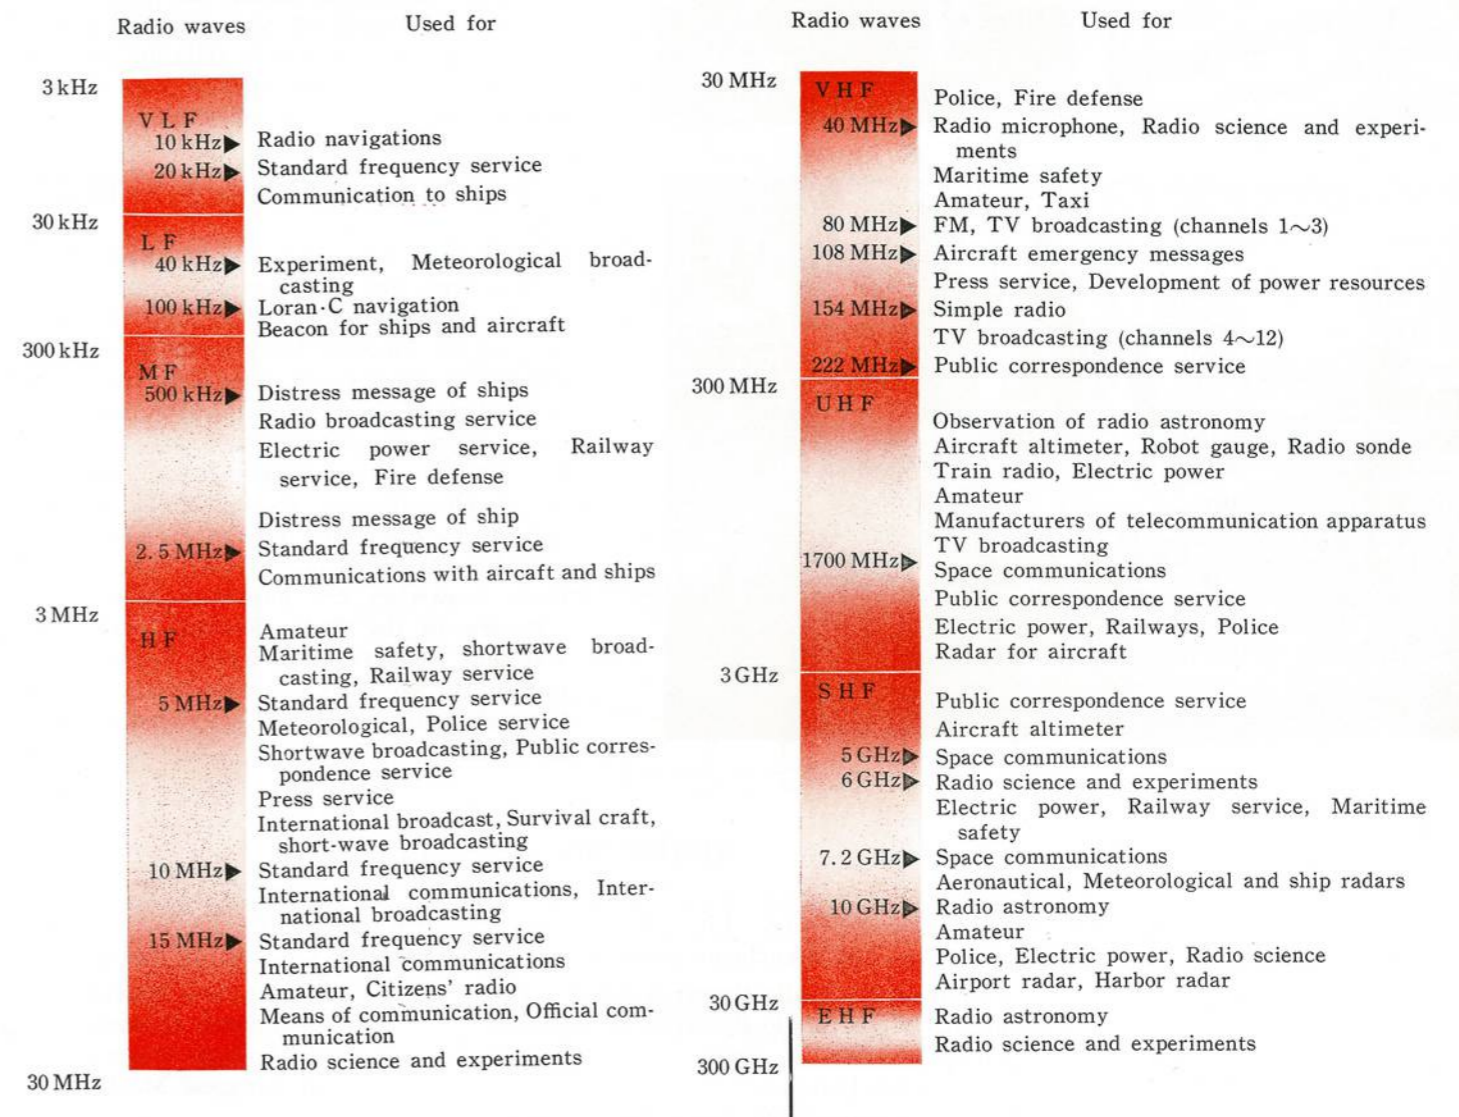 Radio waves Used for
3 kHz
V L F
10 kHz▶ Radio navigations
20 kHz▶ Standard frequency service
Communication to ships
30 kHz
L F
40 kHz▶ Experiment, Meteorological broad-
casting
100 kHz▶ Loran·C navigation
Beacon for ships and aircraft
300 kHz
M F
500 kHz▶ Distress message of ships
Radio broadcasting service
Electric power service, Railway
service, Fire defense
Distress message of ship
2.5 MHz▶ Standard frequency service
Communications with aircaft and ships
3 MHz
H F
Amateur
Maritime safety, shortwave broad-
casting, Railway service
5 MHz▶ Standard frequency service
Meteorological, Police service
Shortwave broadcasting, Public corres-
pondence service
Press service
International broadcast, Survival craft,
short-wave broadcasting
10 MHz▶ Standard frequency service
International communications, Inter-
national broadcasting
15 MHz▶ Standard frequency service
International communications
Amateur, Citizens' radio
Means of communication, Official com-
munication
Radio science and experiments
30 MHz
Radio waves Used for
30 MHz
V H F
Police, Fire defense
40 MHz▶ Radio microphone, Radio science and experi-
ments
Maritime safety
Amateur, Taxi
80 MHz▶ FM, TV broadcasting (channels 1～3)
108 MHz▶ Aircraft emergency messages
Press service, Development of power resources
154 MHz▶ Simple radio
TV broadcasting (channels 4～12)
222 MHz▶ Public correspondence service
300 MHz
U H F
Observation of radio astronomy
Aircraft altimeter, Robot gauge, Radio sonde
Train radio, Electric power
Amateur
Manufacturers of telecommunication apparatus
TV broadcasting
1700 MHz▶ Space communications
Public correspondence service
Electric power, Railways, Police
Radar for aircraft
3 GHz
S H F
Public correspondence service
Aircraft altimeter
5 GHz▶ Space communications
6 GHz▶ Radio science and experiments
Electric power, Railway service, Maritime
safety
7.2 GHz▶ Space communications
Aeronautical, Meteorological and ship radars
10 GHz▶ Radio astronomy
Amateur
Police, Electric power, Radio science
Airport radar, Harbor radar
30 GHz
E H F
Radio astronomy
Radio science and experiments
300 GHz